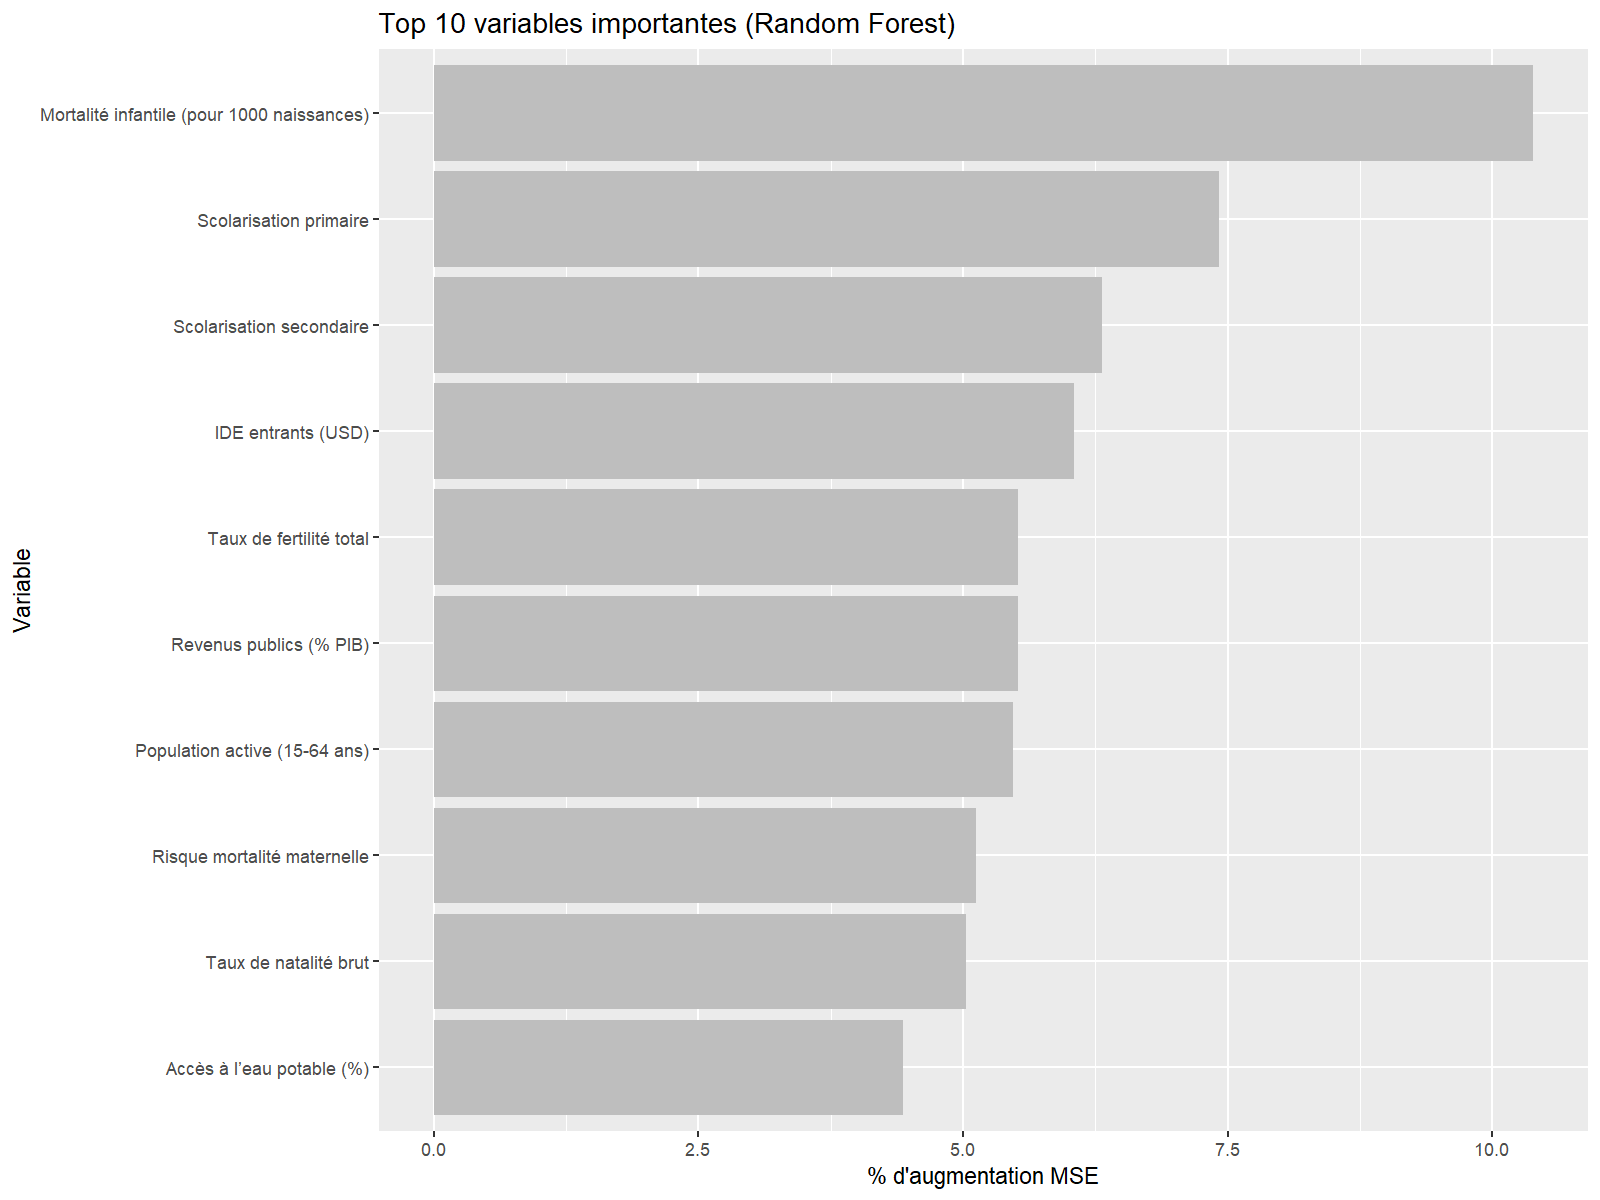 Top 10 variables importantes (Random Forest)
Variable
Mortalité infantile (pour 1000 naissances)
Scolarisation primaire
Scolarisation secondaire
IDE entrants (USD)
Taux de fertilité total
Revenus publics (% PIB)
Population active (15-64 ans)
Risque mortalité maternelle
Taux de natalité brut
Accès à l’eau potable (%)
0.0 2.5 5.0 7.5 10.0
% d'augmentation MSE